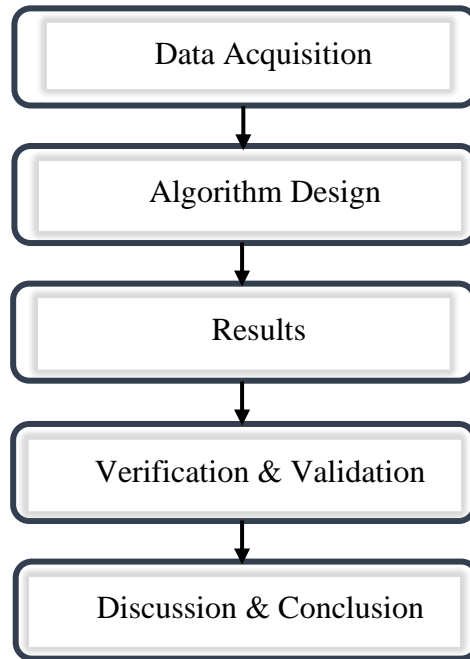 Data Acquisition
Algorithm Design
Results
Verification & Validation
Discussion & Conclusion